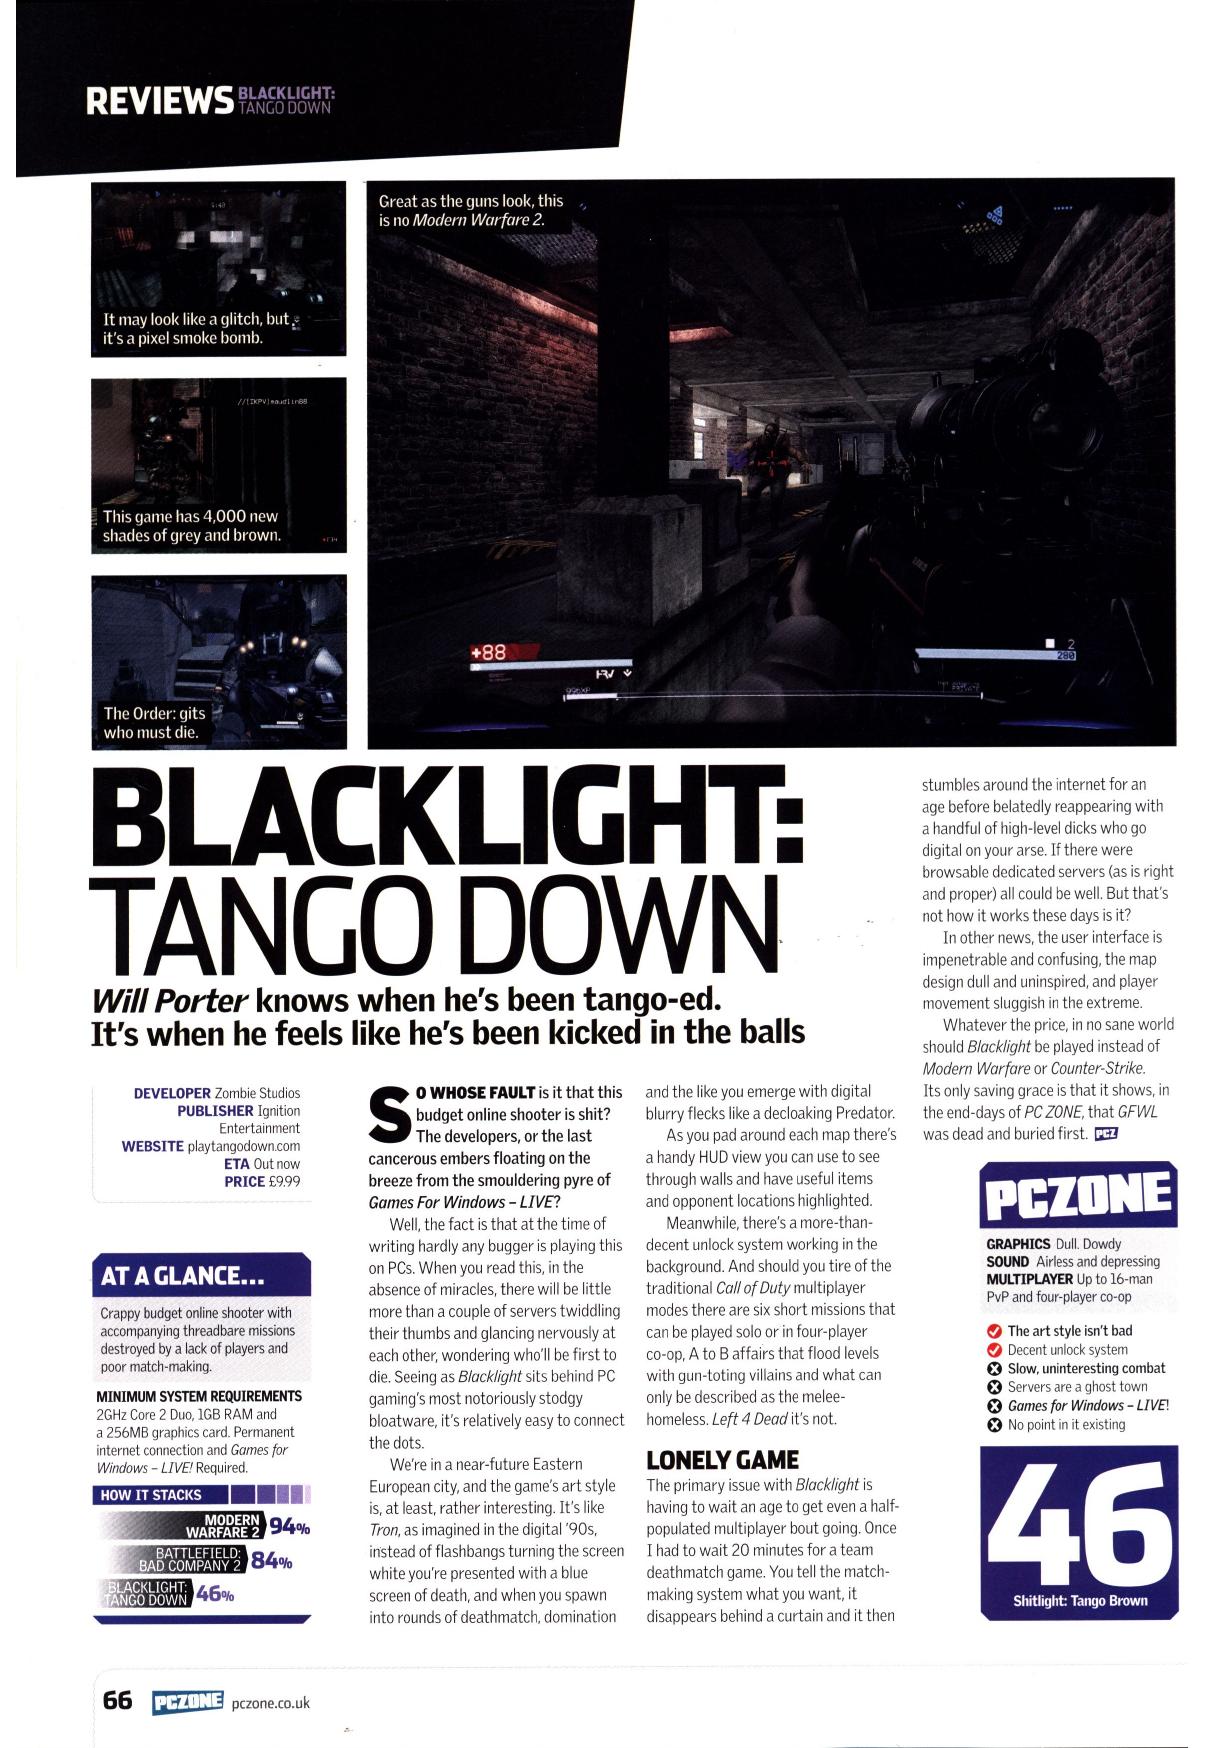 REVIEWS BLACKLIGHT:
TANGO DOWN
It may look like a glitch, but
it's a pixel smoke bomb.
//[IKPV]maudlin88
This game has 4,000 new
shades of grey and brown.
The Order: gits
who must die.
Great as the guns look, this
is no Modern Warfare 2.
+88
HRV
996XP
2
280
BLACKLIGHT:
TANGO DOWN
Will Porter knows when he's been tango-ed.
It's when he feels like he's been kicked in the balls
DEVELOPER Zombie Studios
PUBLISHER Ignition
Entertainment
WEBSITE playtangodown.com
ETA Out now
PRICE £9.99
AT A GLANCE...
Crappy budget online shooter with
accompanying threadbare missions
destroyed by a lack of players and
poor match-making.
MINIMUM SYSTEM REQUIREMENTS
2GHz Core 2 Duo, 1GB RAM and
a 256MB graphics card. Permanent
internet connection and Games for
Windows – LIVE! Required.
HOW IT STACKS
MODERN
WARFARE 2 94%
BATTLEFIELD:
BAD COMPANY 2 84%
BLACKLIGHT:
TANGO DOWN 46%
SO WHOSE FAULT is it that this
budget online shooter is shit?
The developers, or the last
cancerous embers floating on the
breeze from the smouldering pyre of
Games For Windows – LIVE?
Well, the fact is that at the time of
writing hardly any bugger is playing this
on PCs. When you read this, in the
absence of miracles, there will be little
more than a couple of servers twiddling
their thumbs and glancing nervously at
each other, wondering who'll be first to
die. Seeing as Blacklight sits behind PC
gaming's most notoriously stodgy
bloatware, it's relatively easy to connect
the dots.
We're in a near-future Eastern
European city, and the game's art style
is, at least, rather interesting. It's like
Tron, as imagined in the digital '90s,
instead of flashbangs turning the screen
white you're presented with a blue
screen of death, and when you spawn
into rounds of deathmatch, domination
and the like you emerge with digital
blurry flecks like a decloaking Predator.
As you pad around each map there's
a handy HUD view you can use to see
through walls and have useful items
and opponent locations highlighted.
Meanwhile, there's a more-than-
decent unlock system working in the
background. And should you tire of the
traditional Call of Duty multiplayer
modes there are six short missions that
can be played solo or in four-player
co-op, A to B affairs that flood levels
with gun-toting villains and what can
only be described as the melee-
homeless. Left 4 Dead it's not.
LONELY GAME
The primary issue with Blacklight is
having to wait an age to get even a half-
populated multiplayer bout going. Once
I had to wait 20 minutes for a team
deathmatch game. You tell the match-
making system what you want, it
disappears behind a curtain and it then
stumbles around the internet for an
age before belatedly reappearing with
a handful of high-level dicks who go
digital on your arse. If there were
browsable dedicated servers (as is right
and proper) all could be well. But that's
not how it works these days is it?
In other news, the user interface is
impenetrable and confusing, the map
design dull and uninspired, and player
movement sluggish in the extreme.
Whatever the price, in no sane world
should Blacklight be played instead of
Modern Warfare or Counter-Strike.
Its only saving grace is that it shows, in
the end-days of PC ZONE, that GFWL
was dead and buried first. PCZ
PCZONE
GRAPHICS Dull. Dowdy
SOUND Airless and depressing
MULTIPLAYER Up to 16-man
PvP and four-player co-op
The art style isn't bad
Decent unlock system
Slow, uninteresting combat
Servers are a ghost town
Games for Windows – LIVE!
No point in it existing
46
Shitlight: Tango Brown
66 PCZONE pczone.co.uk